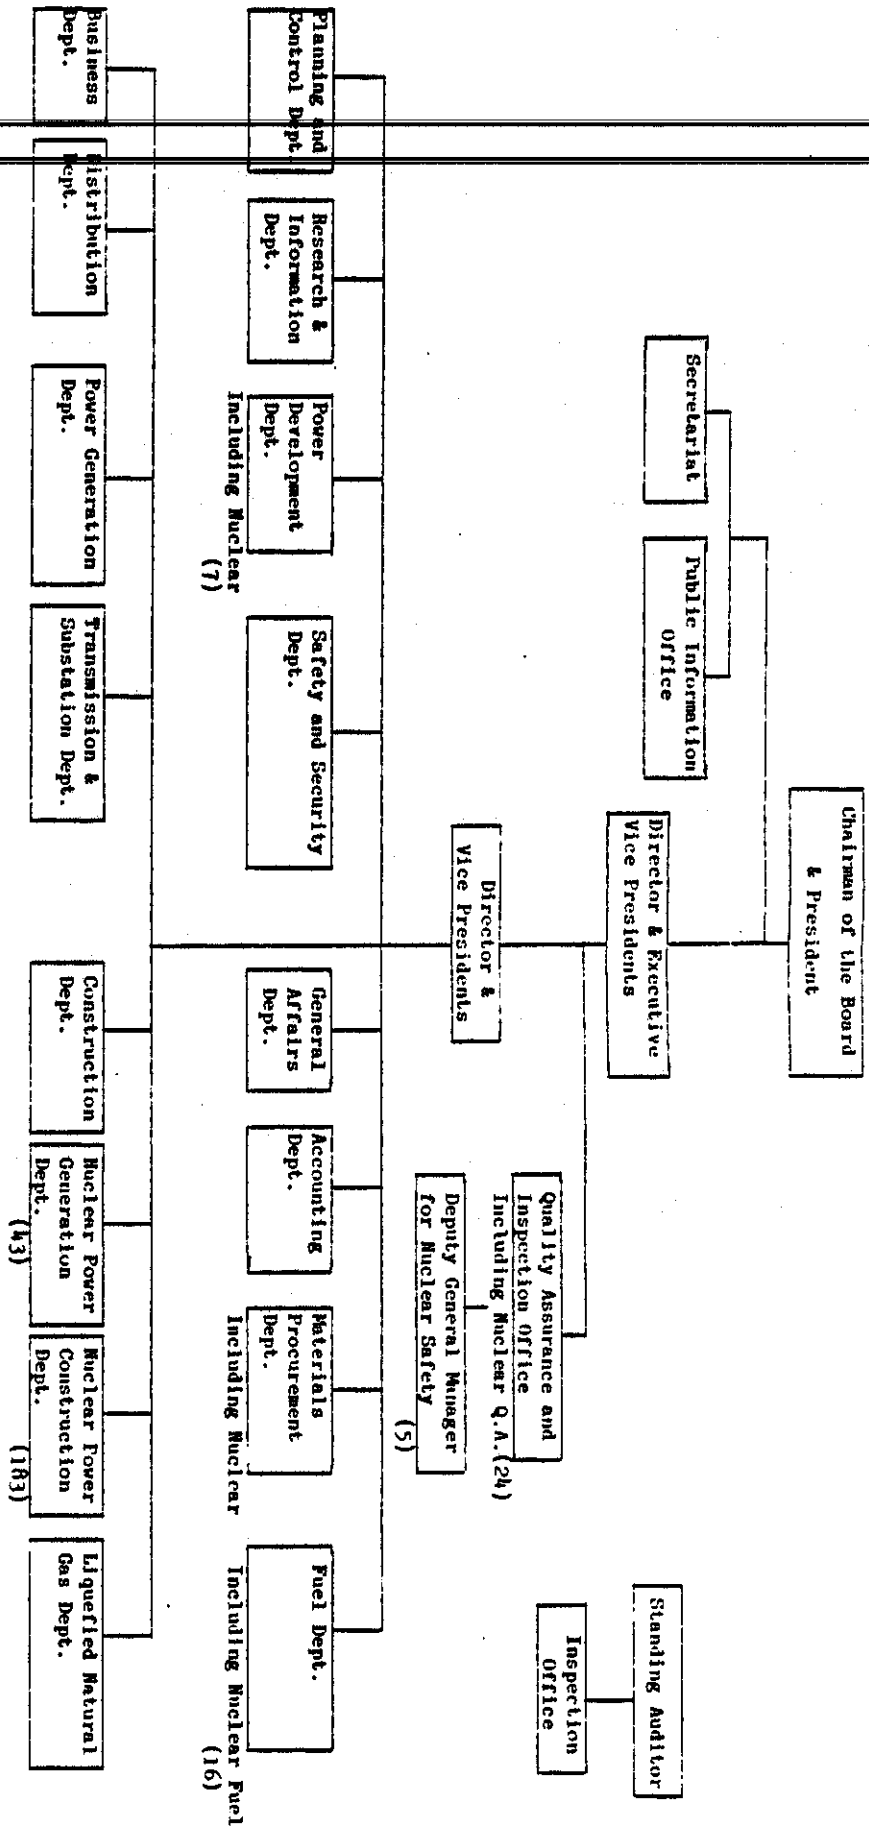 Chairman of the Board
& President
Standing Auditor
Secretariat
Public Information
Office
Director & Executive
Vice Presidents
Inspection
Office
Quality Assurance and
Inspection Office
Including Nuclear Q.A.(24)
Director &
Vice Presidents
Deputy General Manager
for Nuclear Safety
(5)
Planning and
Control Dept.
Research &
Information
Dept.
Power
Development
Dept.
Including Nuclear
(7)
Safety and Security
Dept.
General
Affairs
Dept.
Accounting
Dept.
Materials
Procurement
Dept.
Including Nuclear
Fuel Dept.
Including Nuclear Fuel
(16)
Business
Dept.
Distribution
Dept.
Power Generation
Dept.
Transmission &
Substation Dept.
Construction
Dept.
Nuclear Power
Generation
Dept.
(43)
Nuclear Power
Construction
Dept.
(183)
Liquefied Natural
Gas Dept.